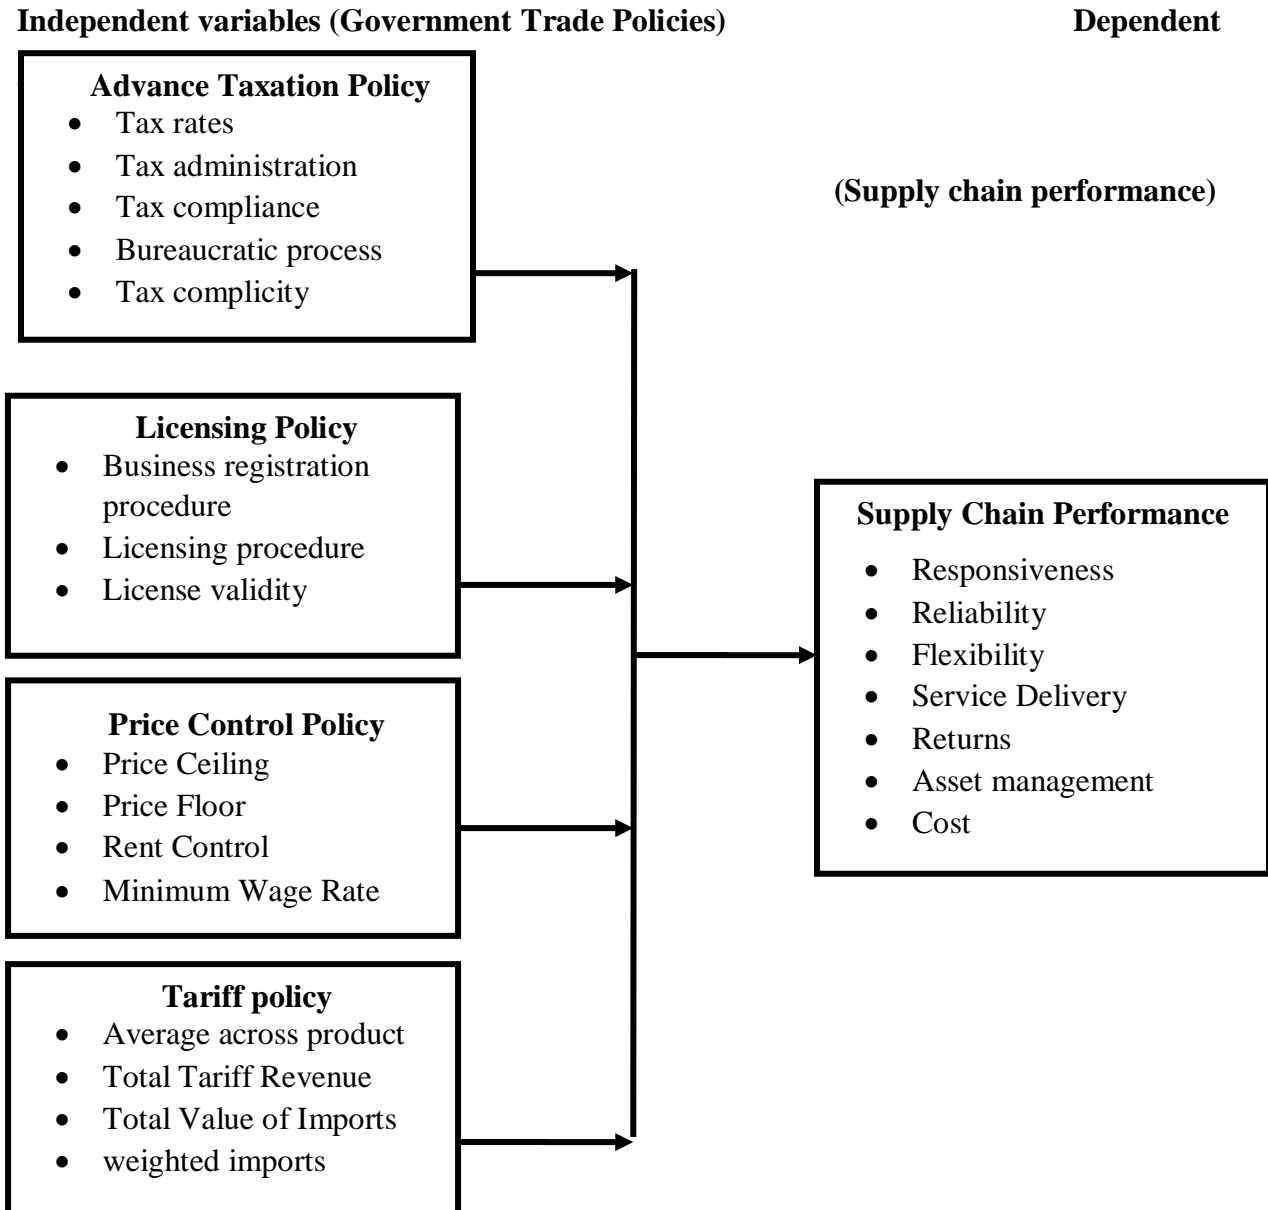 Independent variables (Government Trade Policies) Dependent
Advance Taxation Policy
• Tax rates
• Tax administration
• Tax compliance
• Bureaucratic process
• Tax complicity
(Supply chain performance)
Licensing Policy
• Business registration
procedure
• Licensing procedure
• License validity
Price Control Policy
• Price Ceiling
• Price Floor
• Rent Control
• Minimum Wage Rate
Tariff policy
• Average across product
• Total Tariff Revenue
• Total Value of Imports
• weighted imports
Supply Chain Performance
• Responsiveness
• Reliability
• Flexibility
• Service Delivery
• Returns
• Asset management
• Cost